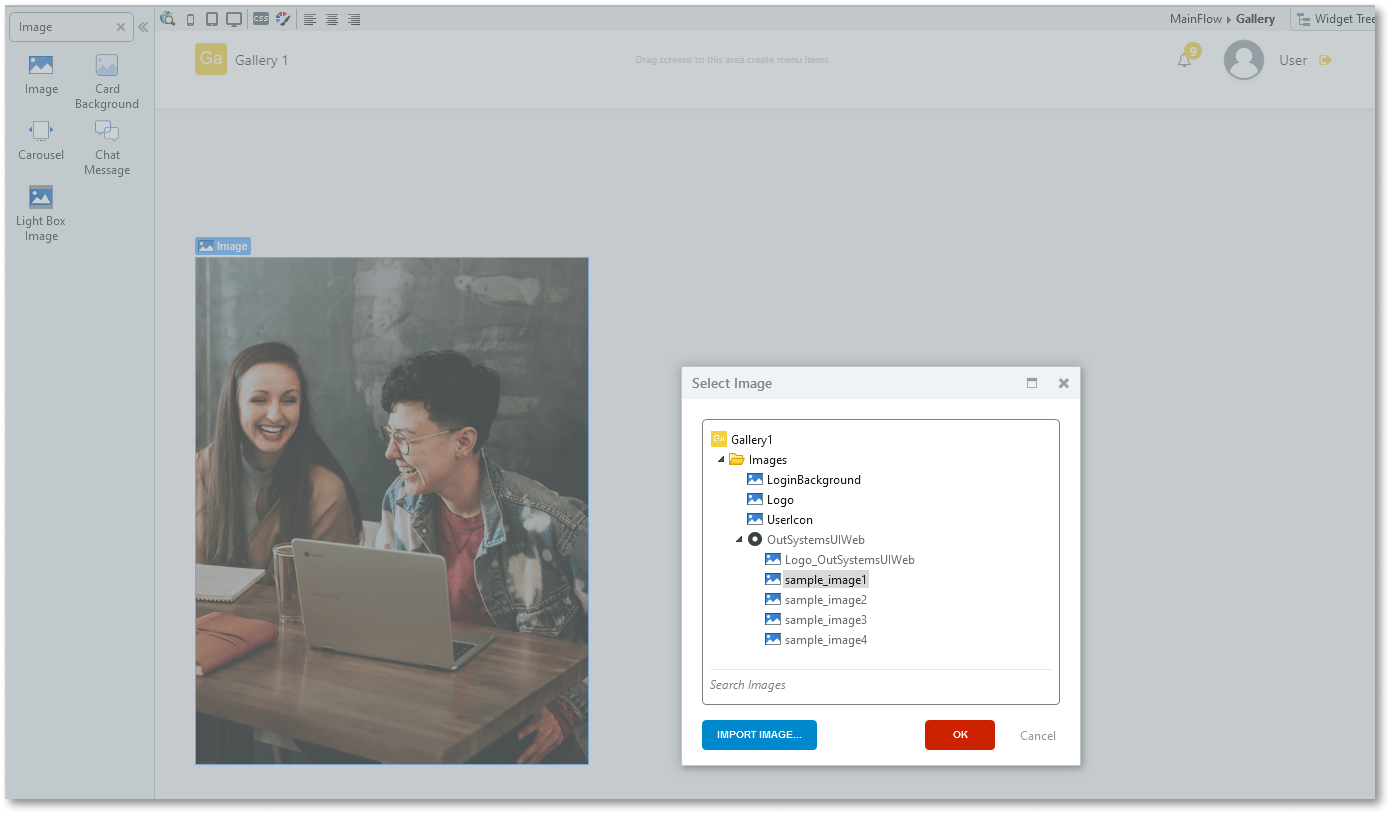 Image
MainFlow Gallery
Widget Tree
CSS
Image
Card
Background
Carousel
Chat
Message
Light Box
Image
Ga
Gallery 1
Drag screens to this area create menu items
9
User
Image
Select Image
Ga
Gallery1
Images
LoginBackground
Logo
UserIcon
OutSystemsUIWeb
Logo_OutSystemsUIWeb
sample_image1
sample_image2
sample_image3
sample_image4
Search Images
IMPORT IMAGE...
OK
Cancel